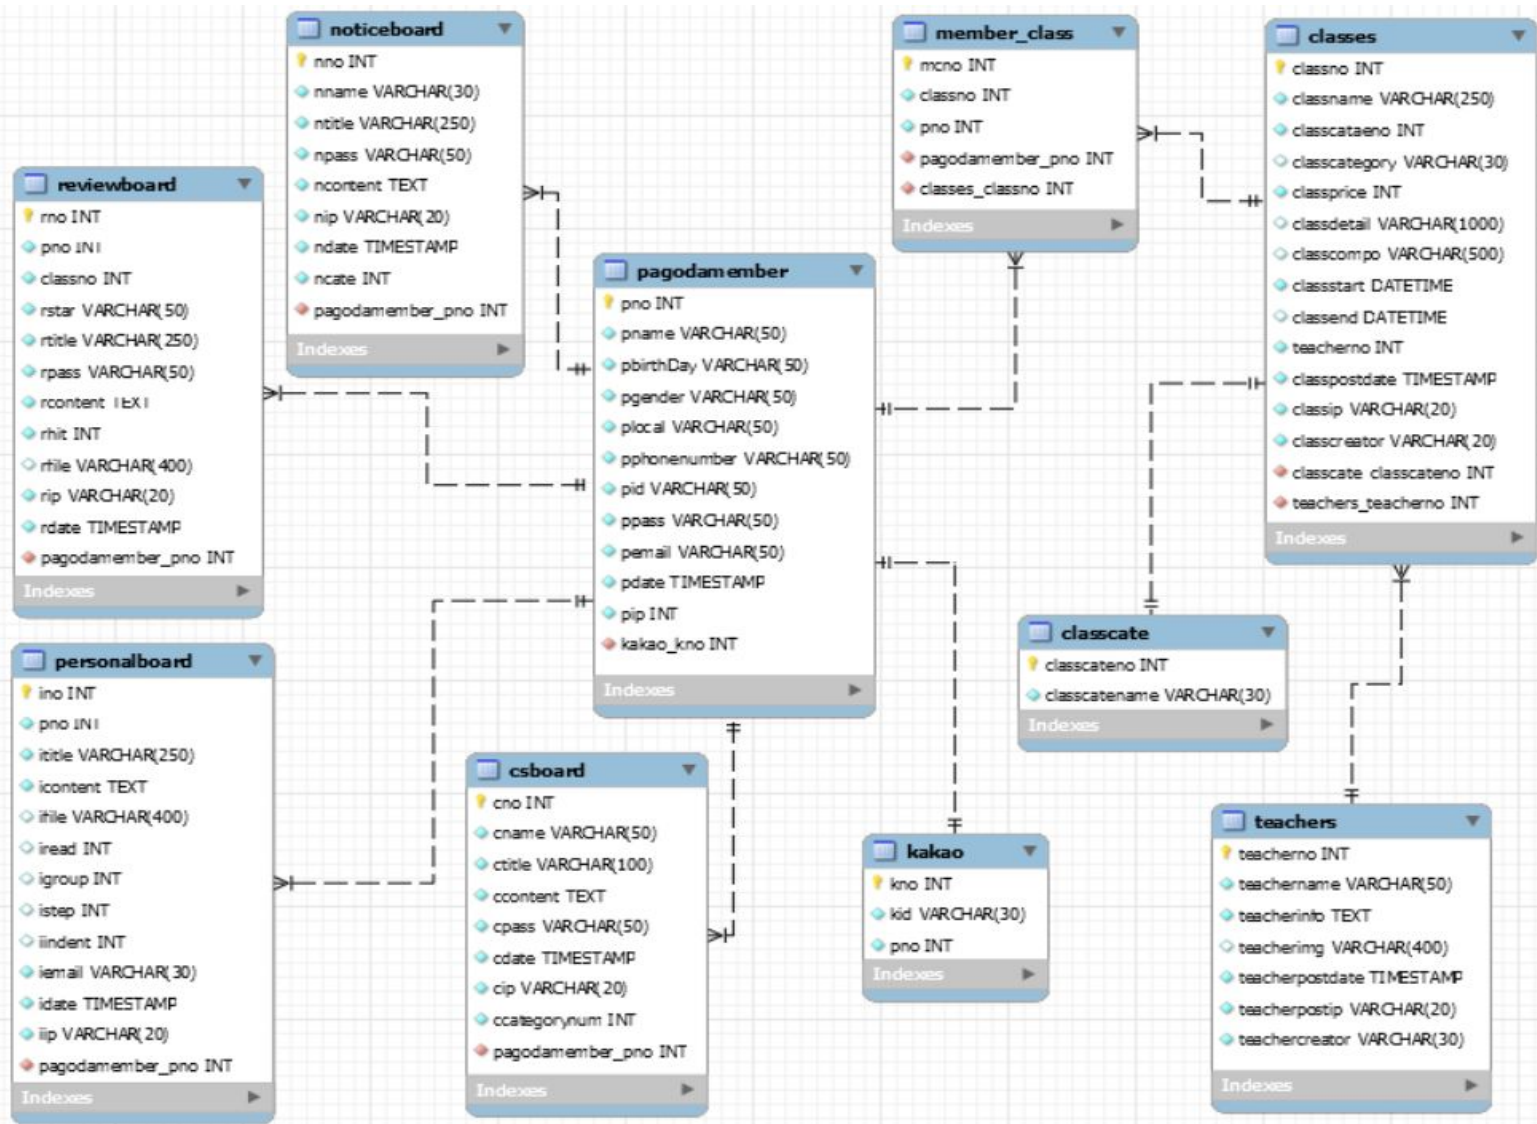 noticeboard
nno INT
nname VARCHAR(30)
ntitle VARCHAR(250)
npass VARCHAR(50)
ncontent TEXT
nip VARCHAR(20)
ndate TIMESTAMP
ncate INT
pagodamember_pno INT
Indexes
member_class
mcno INT
classno INT
pno INT
pagodamember_pno INT
classes_classno INT
Indexes
classes
classno INT
classname VARCHAR(250)
classcataeno INT
classcategory VARCHAR(30)
classprice INT
classdetail VARCHAR(1000)
classcompo VARCHAR(500)
classstart DATETIME
classend DATETIME
teacherno INT
classpostdate TIMESTAMP
classip VARCHAR(20)
classcreator VARCHAR(20)
classcate_classcateno INT
teachers_teacherno INT
Indexes
reviewboard
rno INT
pno INT
classno INT
rstar VARCHAR(50)
rtitle VARCHAR(250)
rpass VARCHAR(50)
rcontent TEXT
rhit INT
rfile VARCHAR(400)
rip VARCHAR(20)
rdate TIMESTAMP
pagodamember_pno INT
Indexes
pagodamember
pno INT
pname VARCHAR(50)
pbirthDay VARCHAR(50)
pgender VARCHAR(50)
plocal VARCHAR(50)
pphonenumber VARCHAR(50)
pid VARCHAR(50)
ppass VARCHAR(50)
pemail VARCHAR(50)
pdate TIMESTAMP
pip INT
kakao_kno INT
Indexes
classcate
classcateno INT
classcatename VARCHAR(30)
Indexes
personalboard
ino INT
pno INT
ititle VARCHAR(250)
icontent TEXT
ifile VARCHAR(400)
iread INT
igroup INT
istep INT
iindent INT
iemail VARCHAR(30)
idate TIMESTAMP
iip VARCHAR(20)
pagodamember_pno INT
Indexes
csboard
cno INT
cname VARCHAR(50)
ctitle VARCHAR(100)
ccontent TEXT
cpass VARCHAR(50)
cdate TIMESTAMP
cip VARCHAR(20)
ccategorynum INT
pagodamember_pno INT
Indexes
kakao
kno INT
kid VARCHAR(30)
pno INT
Indexes
teachers
teacherno INT
teachername VARCHAR(50)
teacherinfo TEXT
teacherimg VARCHAR(400)
teacherpostdate TIMESTAMP
teacherpostip VARCHAR(20)
teachercreator VARCHAR(30)
Indexes